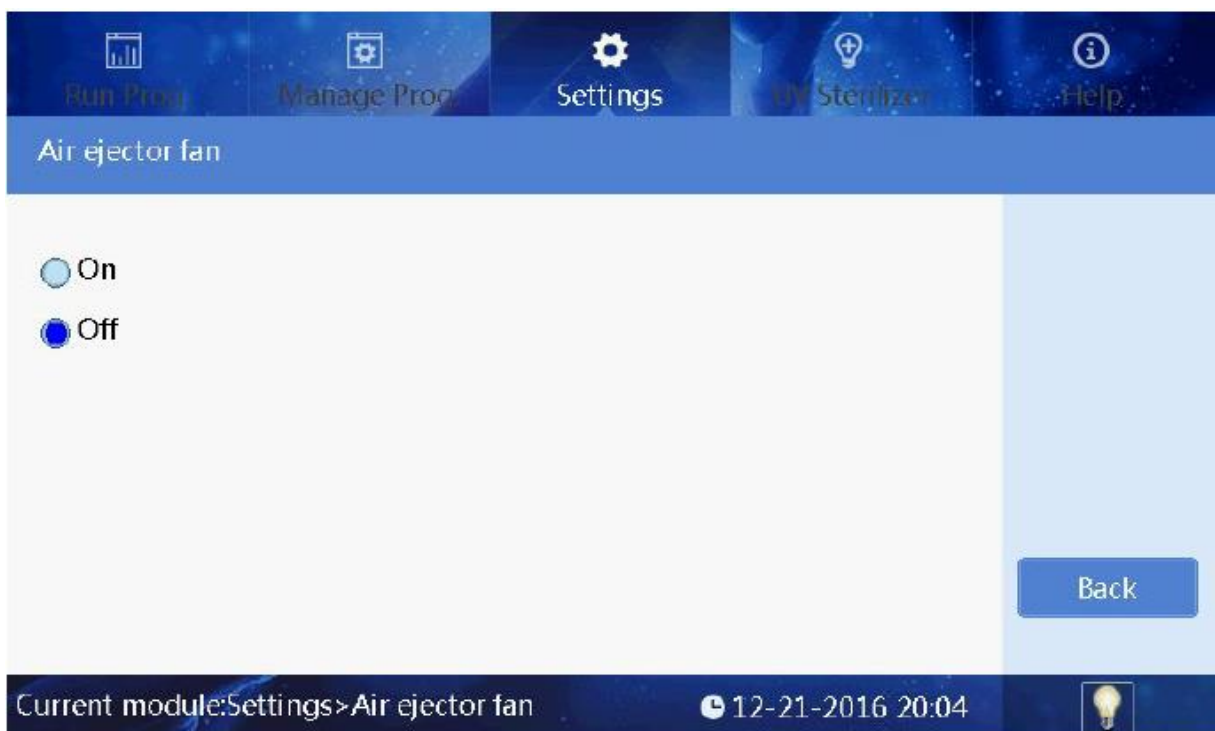 Run Prog.
Manage Prog.
Settings
UV Sterilizer
Help
Air ejector fan
On
Off
Back
Current module:Settings>Air ejector fan
12-21-2016 20:04